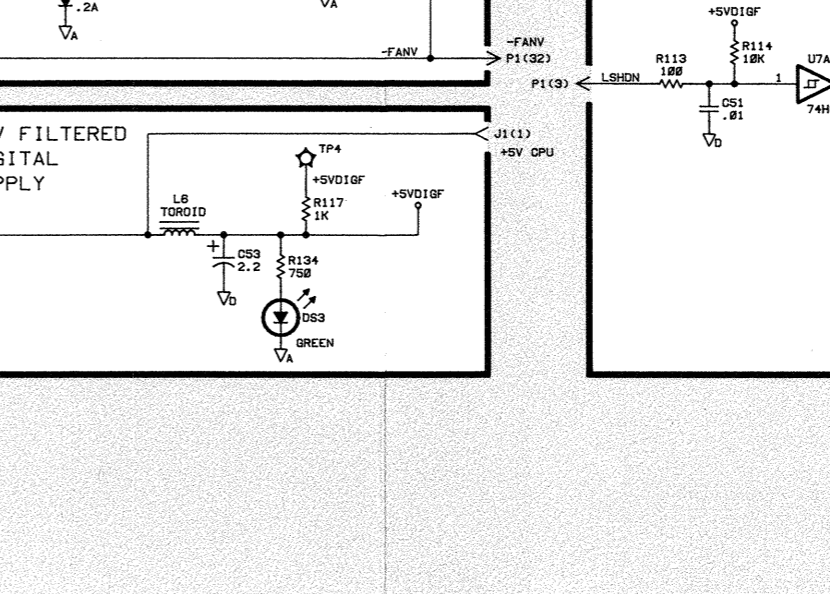 .2A
A
A
-FANV
-FANV
P1(32)
V FILTERED
GITAL
PPLY
J1(1)
+5V CPU
TP4
+5VDIGF
R117
1K
+5VDIGF
L6
TOROID
+
C53
2.2
D
R134
750
DS3
GREEN
A
+5VDIGF
R114
10K
R113
100
P1(3)
LSHDN
1
U7A
74H
C51
.01
D